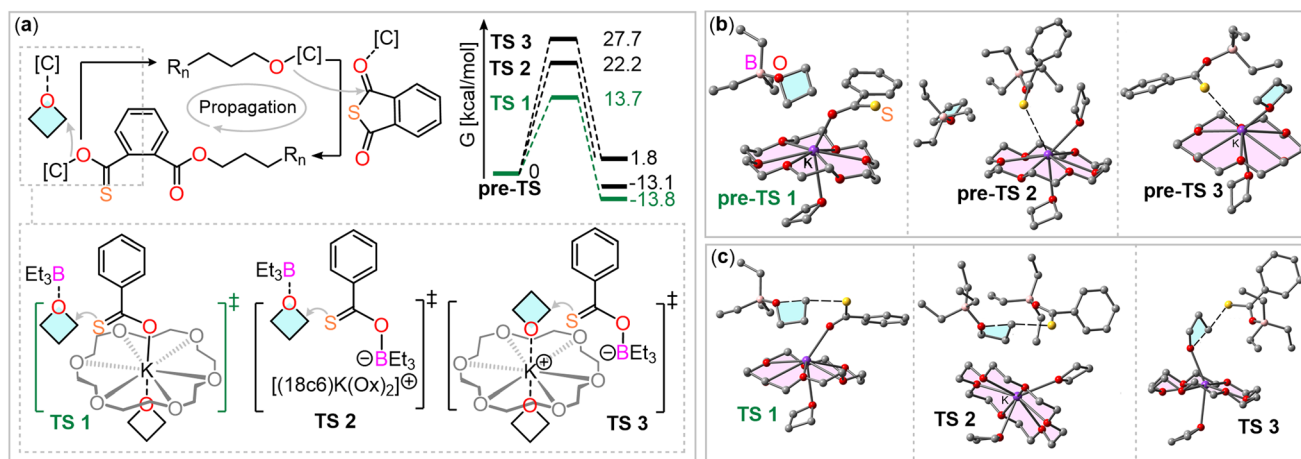 (a)
[C]
O
[C]
O
S
O
R_n
O
[C]
[C]
O
S
O
O
R_n
Propagation
G [kcal/mol]
TS 3
27.7
TS 2
22.2
TS 1
13.7
0
pre-TS
1.8
-13.1
-13.8
Et₃B
O
S
O
O
O
O
O
O
O
K
O
‡
TS 1
Et₃B
O
S
O
⊖BEt₃
[(18c6)K(Ox)₂]⊕
‡
TS 2
O
S
O
⊖BEt₃
O
O
O
O
O
O
K⊕
O
‡
TS 3
(b)
B
O
S
K
pre-TS 1
K
pre-TS 2
K
pre-TS 3
(c)
TS 1
K
TS 2
TS 3